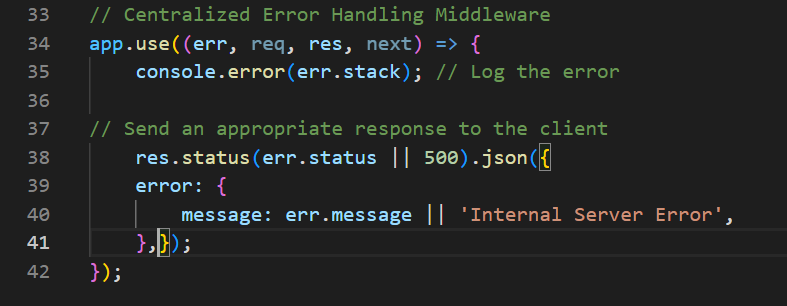 33 // Centralized Error Handling Middleware
34 app.use((err, req, res, next) => {
35     console.error(err.stack); // Log the error
36
37 // Send an appropriate response to the client
38     res.status(err.status || 500).json({
39     error: {
40         message: err.message || 'Internal Server Error',
41     },});
42 });